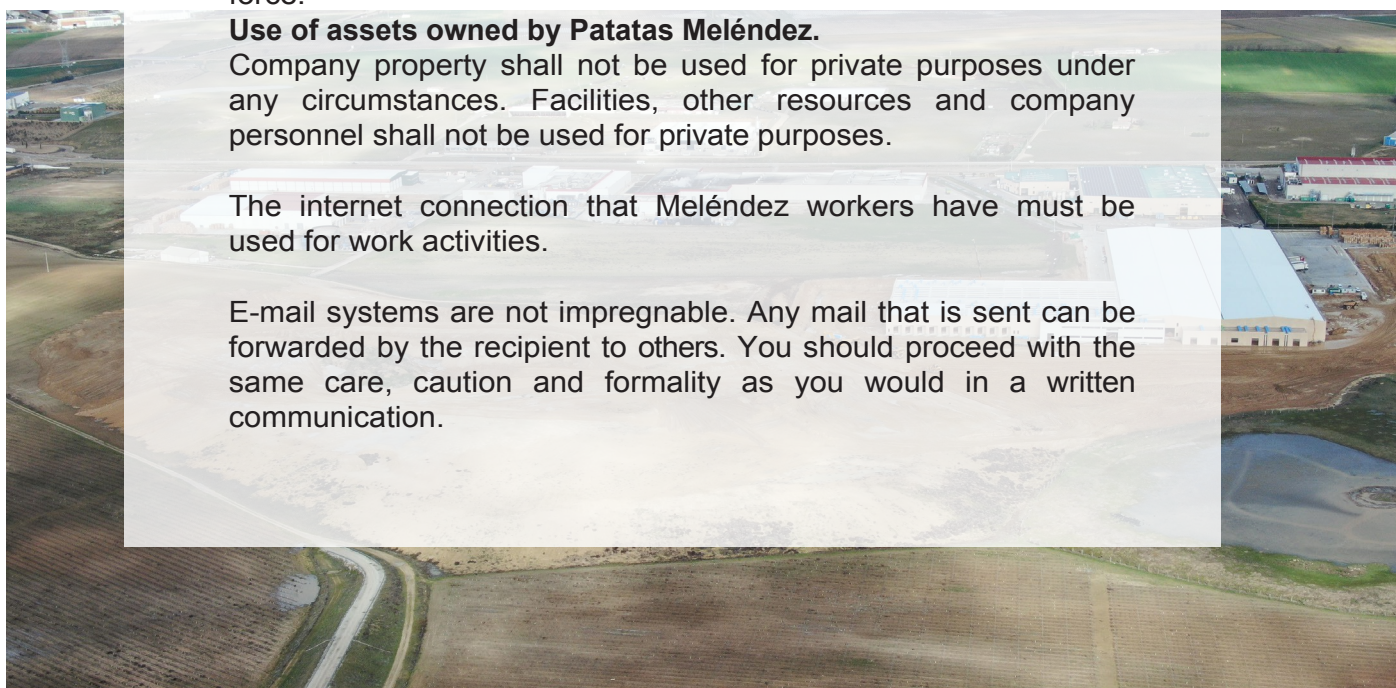 Use of assets owned by Patatas Meléndez.
Company property shall not be used for private purposes under
any circumstances. Facilities, other resources and company
personnel shall not be used for private purposes.
The internet connection that Meléndez workers have must be
used for work activities.
E-mail systems are not impregnable. Any mail that is sent can be
forwarded by the recipient to others. You should proceed with the
same care, caution and formality as you would in a written
communication.